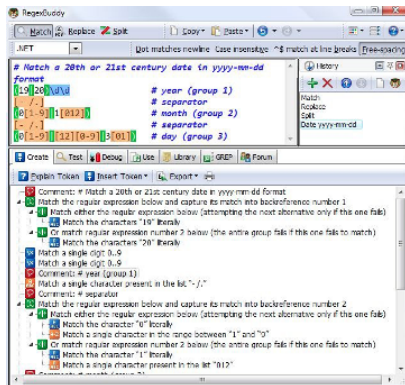 RegexBuddy
Match Replace Split Copy Paste
.NET Dot matches newline Case insensitive ^$ match at line breaks Free-spacing
# Match a 20th or 21st century date in yyyy-mm-dd
format
(19|20)\d\d # year (group 1)
[- /.] # separator
(0[1-9]|1[012]) # month (group 2)
[- /.] # separator
(0[1-9]|[12][0-9]|3[01]) # day (group 3)
History
Match
Replace
Split
Date yyyy-mm-dd
Create Test Debug Use Library GREP Forum
Explain Token Insert Token Export
Comment: # Match a 20th or 21st century date in yyyy-mm-dd format
Match the regular expression below and capture its match into backreference number 1
Match either the regular expression below (attempting the next alternative only if this one fails)
Match the characters "19" literally
Or match regular expression number 2 below (the entire group fails if this one fails to match)
Match the characters "20" literally
Match a single digit 0..9
Match a single digit 0..9
Comment: # year (group 1)
Match a single character present in the list "- /."
Comment: # separator
Match the regular expression below and capture its match into backreference number 2
Match either the regular expression below (attempting the next alternative only if this one fails)
Match the character "0" literally
Match a single character in the range between "1" and "9"
Or match regular expression number 2 below (the entire group fails if this one fails to match)
Match the character "1" literally
Match a single character present in the list "012"